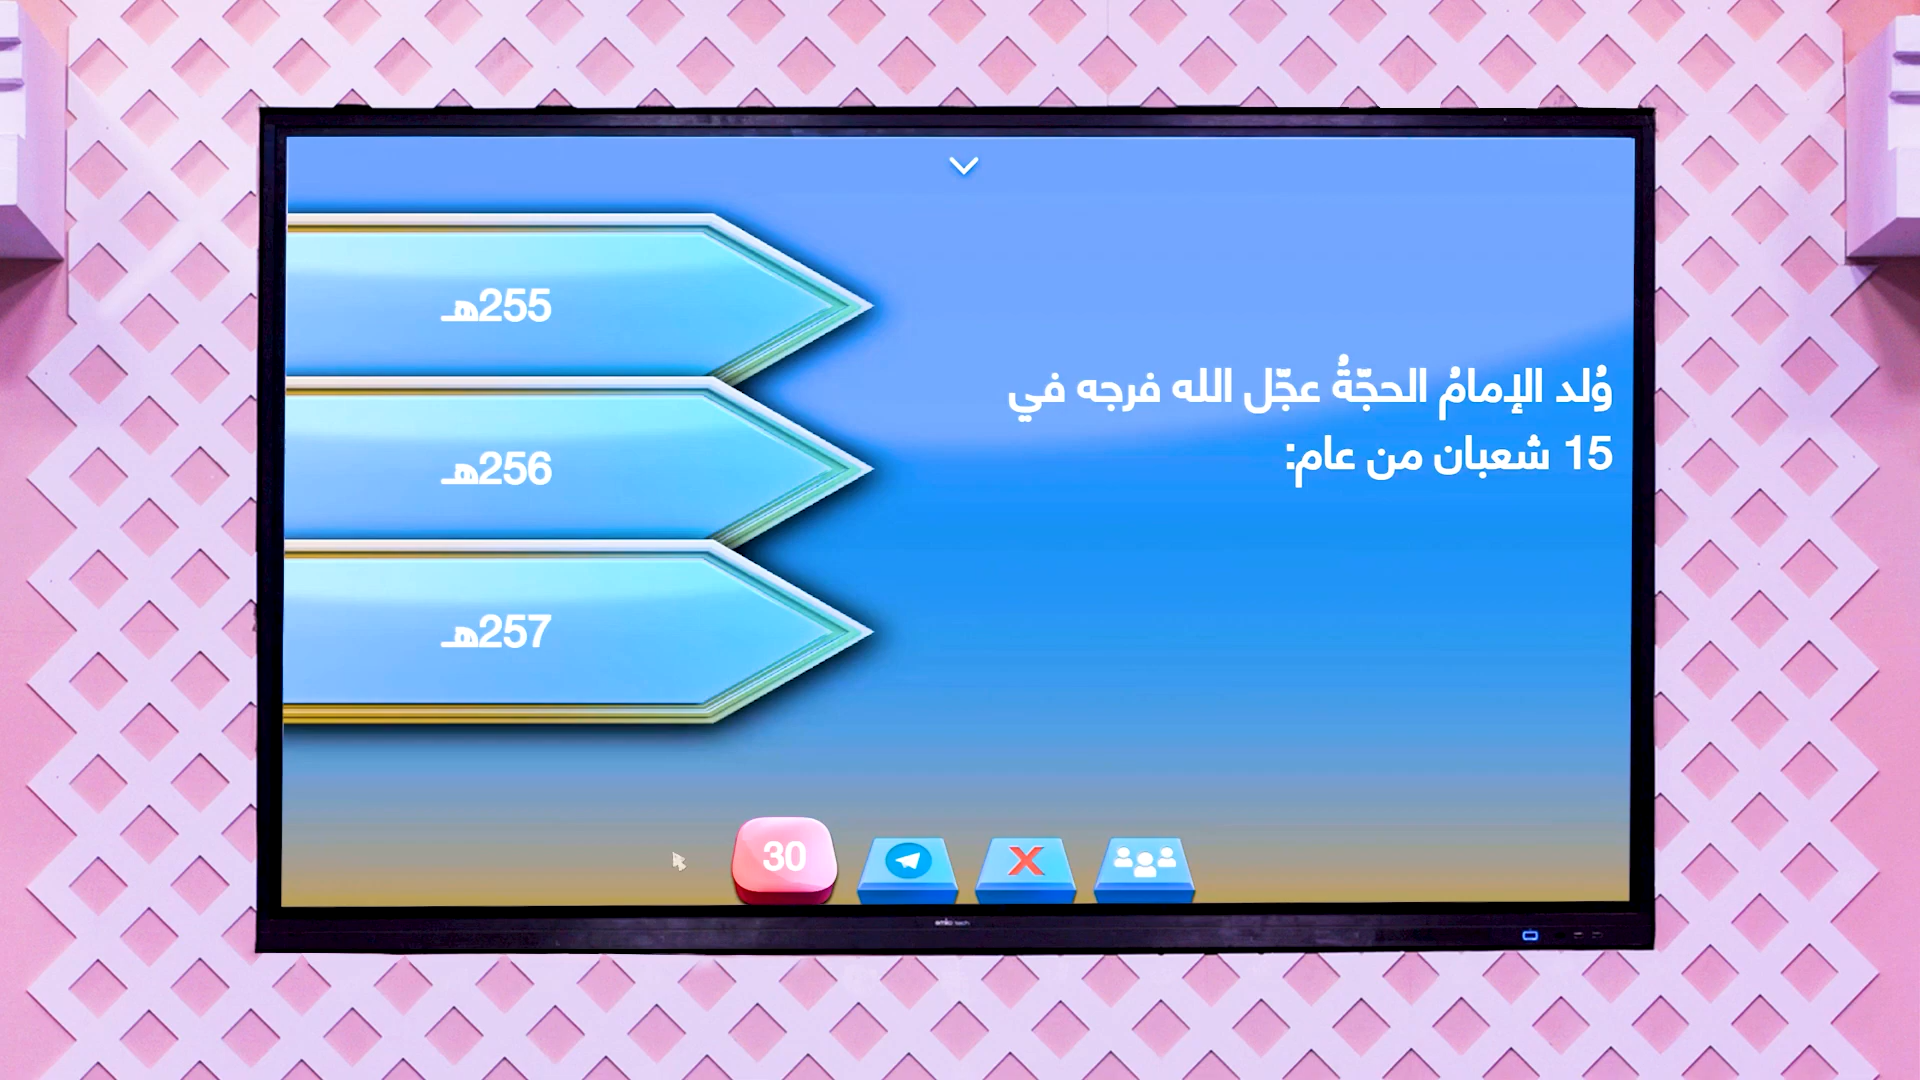 وُلد الإمامُ الحجّةُ عجّل الله فرجه في
15 شعبان من عام:
255هـ
256هـ
257هـ
30